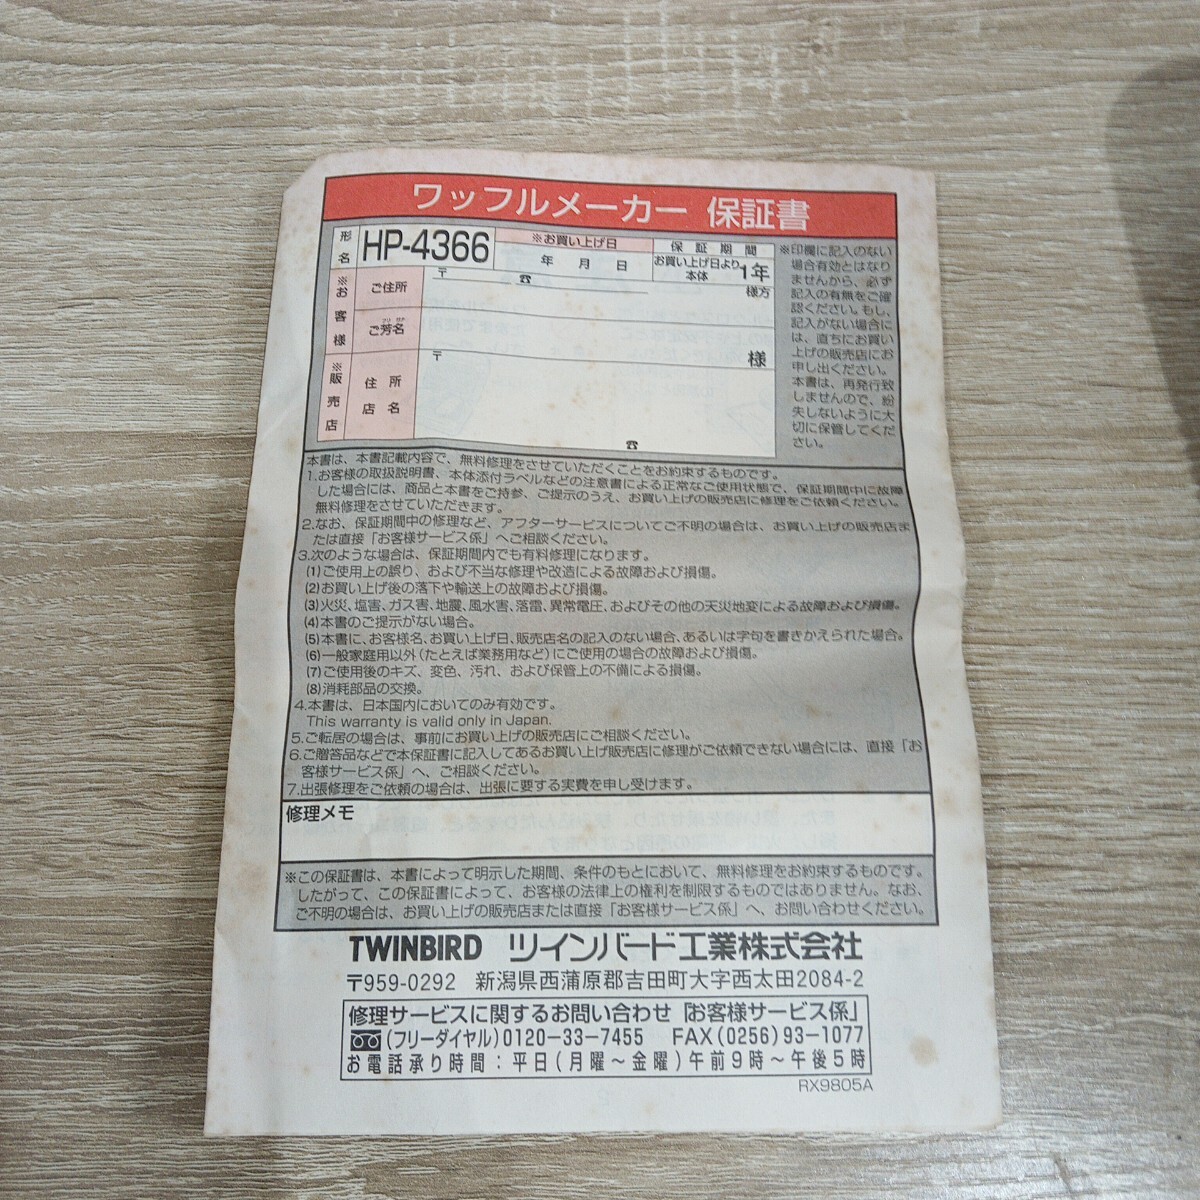 ワッフルメーカー 保証書
形名 HP-4366
※お買い上げ日
年 月 日
保証期間
お買い上げ日より
本体 1年
※お客様
ご住所
〒 ☎
様方
フリガナ
ご芳名
様
※販売店
住所
店名
〒
☎
※印欄に記入のない
場合有効とはなり
ませんから、必ず
記入の有無をご確
認ください。もし、
記入がない場合に
は、直ちにお買い
上げの販売店にお
申し出ください。
本書は、再発行致
しませんので、紛
失しないように大
切に保管してくだ
さい。
本書は、本書記載内容で、無料修理をさせていただくことをお約束するものです。
1.お客様の取扱説明書、本体添付ラベルなどの注意書による正常なご使用状態で、保証期間中に故障
した場合には、商品と本書をご持参、ご提示のうえ、お買い上げの販売店に修理をご依頼ください。
無料修理をさせていただきます。
2.なお、保証期間中の修理など、アフターサービスについてご不明の場合は、お買い上げの販売店ま
たは直接「お客様サービス係」へご相談ください。
3.次のような場合は、保証期間内でも有料修理になります。
(1)ご使用上の誤り、および不当な修理や改造による故障および損傷。
(2)お買い上げ後の落下や輸送上の故障および損傷。
(3)火災、塩害、ガス害、地震、風水害、落雷、異常電圧、およびその他の天災地変による故障および損傷。
(4)本書のご提示がない場合。
(5)本書に、お客様名、お買い上げ日、販売店名の記入のない場合、あるいは字句を書きかえられた場合。
(6)一般家庭用以外(たとえば業務用など)にご使用の場合の故障および損傷。
(7)ご使用後のキズ、変色、汚れ、および保管上の不備による損傷。
(8)消耗部品の交換。
4.本書は、日本国内においてのみ有効です。
This warranty is valid only in Japan.
5.ご転居の場合は、事前にお買い上げの販売店にご相談ください。
6.ご贈答品などで本保証書に記入してあるお買い上げ販売店に修理がご依頼できない場合には、直接「お
客様サービス係」へ、ご相談ください。
7.出張修理をご依頼の場合は、出張に要する実費を申し受けます。
修理メモ
※この保証書は、本書によって明示した期間、条件のもとにおいて、無料修理をお約束するものです。
したがって、この保証書によって、お客様の法律上の権利を制限するものではありません。なお、
ご不明の場合は、お買い上げの販売店または直接「お客様サービス係」へ、お問い合わせください。
TWINBIRD ツインバード工業株式会社
〒959-0292 新潟県西蒲原郡吉田町大字西太田2084-2
修理サービスに関するお問い合わせ「お客様サービス係」
(フリーダイヤル)0120-33-7455 FAX(0256)93-1077
お電話承り時間：平日(月曜～金曜)午前9時～午後5時
RX9805A